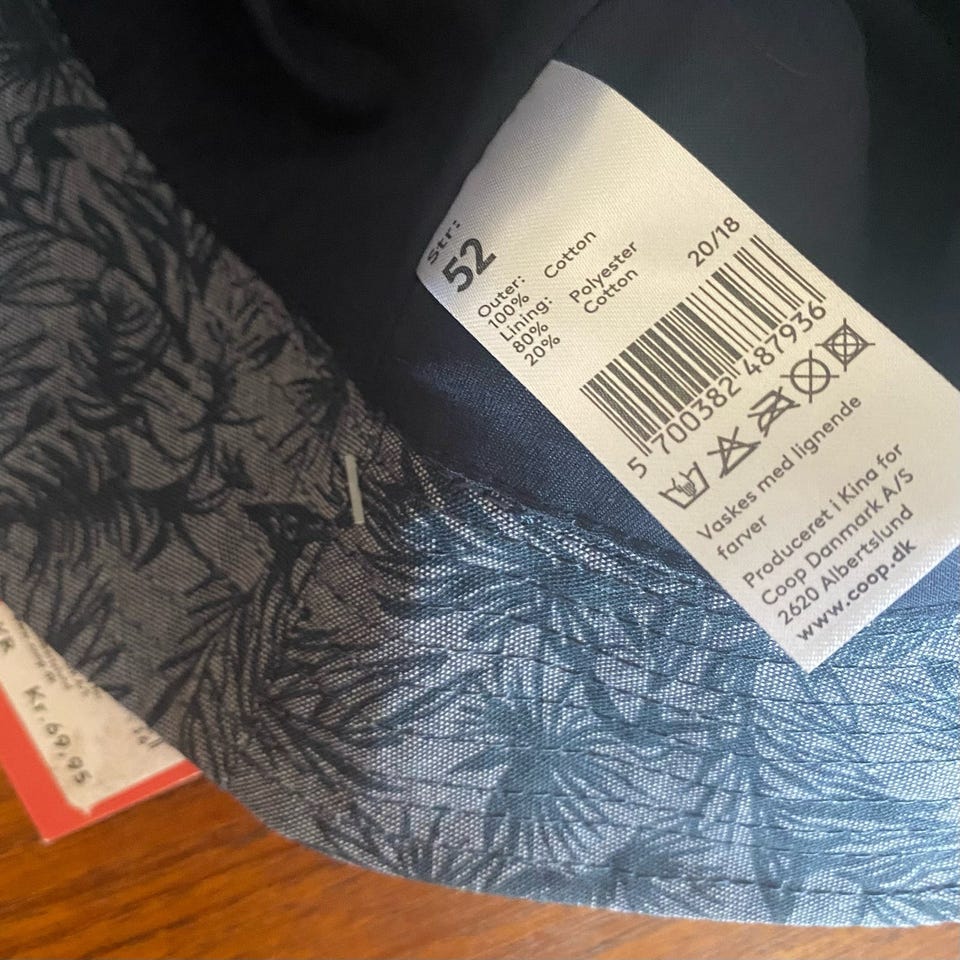 Str:
52
Outer:
100% Cotton
Lining:
80% Polyester
20% Cotton
20/18
5 700382 487936
Vaskes med lignende
farver
Produceret i Kina for
Coop Danmark A/S
2620 Albertslund
www.coop.dk
Kr.69,95